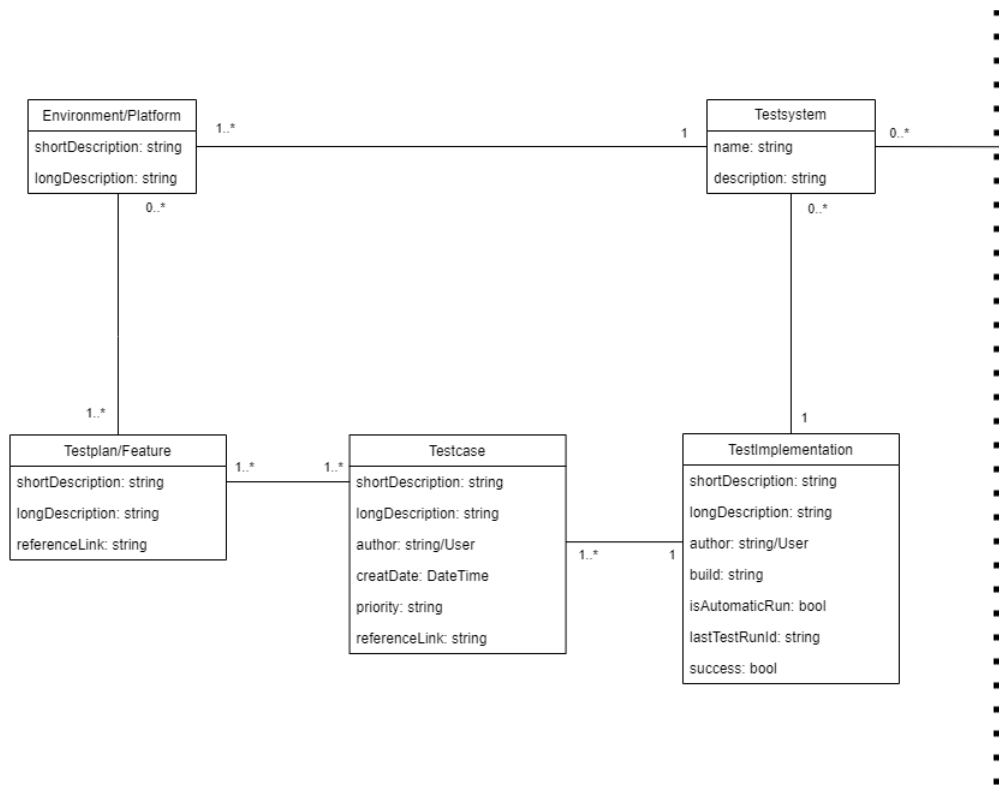 Environment/Platform
shortDescription: string
longDescription: string
1..*
1
Testsystem
name: string
description: string
0..*
0..*
0..*
1..*
1
Testplan/Feature
shortDescription: string
longDescription: string
referenceLink: string
1..*
1..*
Testcase
shortDescription: string
longDescription: string
author: string/User
creatDate: DateTime
priority: string
referenceLink: string
1..*
1
TestImplementation
shortDescription: string
longDescription: string
author: string/User
build: string
isAutomaticRun: bool
lastTestRunId: string
success: bool